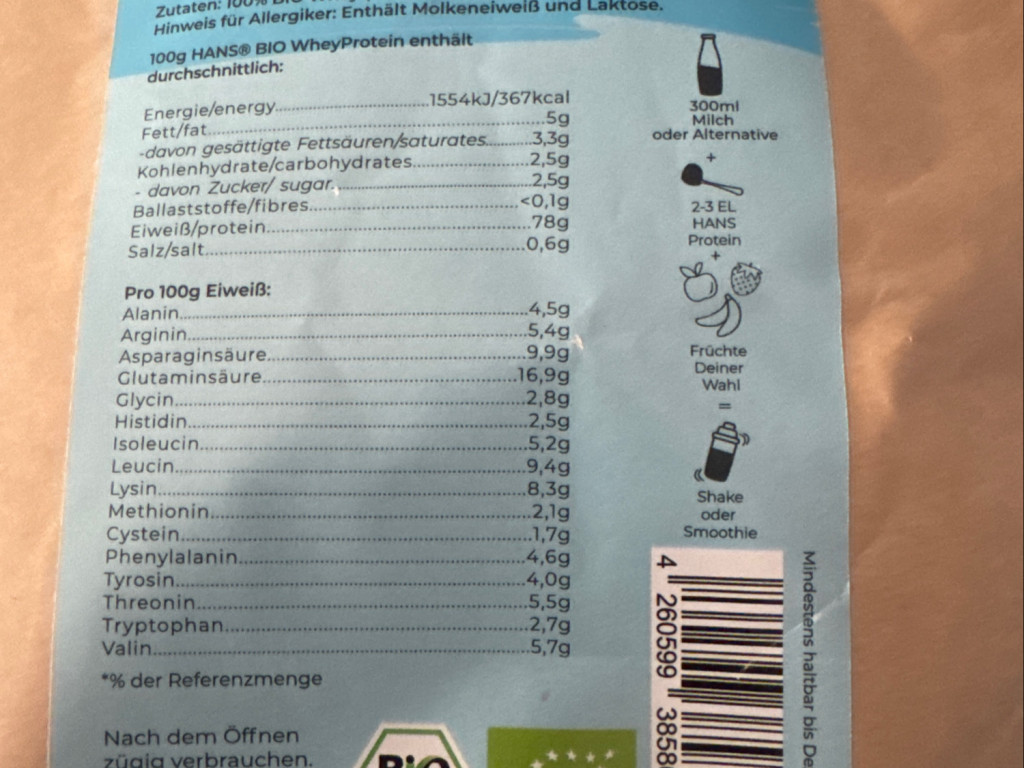 Zutaten: 100% BIO
Hinweis für Allergiker: Enthält Molkeneiweiß und Laktose.
100g HANS® BIO WheyProtein enthält
durchschnittlich:
Energie/energy....................1554kJ/367kcal
Fett/fat....................5g
-davon gesättigte Fettsäuren/saturates....................3,3g
Kohlenhydrate/carbohydrates....................2,5g
- davon Zucker/ sugar....................2,5g
Ballaststoffe/fibres....................<0,1g
Eiweiß/protein....................78g
Salz/salt....................0,6g
Pro 100g Eiweiß:
Alanin....................4,5g
Arginin....................5,4g
Asparaginsäure....................9,9g
Glutaminsäure....................16,9g
Glycin....................2,8g
Histidin....................2,5g
Isoleucin....................5,2g
Leucin....................9,4g
Lysin....................8,3g
Methionin....................2,1g
Cystein....................1,7g
Phenylalanin....................4,6g
Tyrosin....................4,0g
Threonin....................5,5g
Tryptophan....................2,7g
Valin....................5,7g
*% der Referenzmenge
Nach dem Öffnen
zügig verbrauchen.
Bio
300ml
Milch
oder Alternative
+
2-3 EL
HANS
Protein
+
Früchte
Deiner
Wahl
=
Shake
oder
Smoothie
4 260599 3858
Mindestens haltbar bis